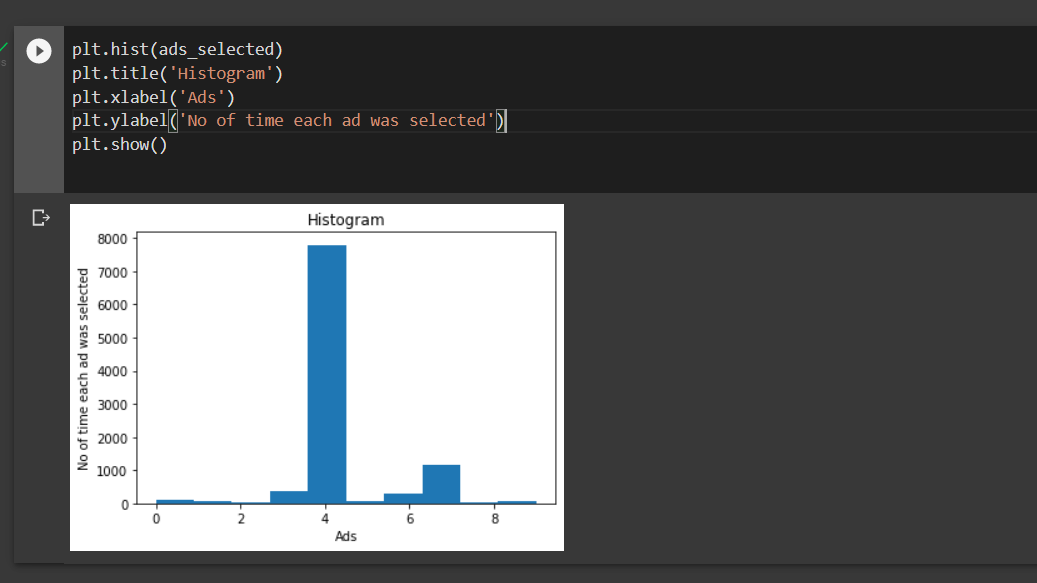 plt.hist(ads_selected)
plt.title('Histogram')
plt.xlabel('Ads')
plt.ylabel('No of time each ad was selected')
plt.show()
s
Histogram
8000
7000
6000
5000
4000
3000
2000
1000
0
No of time each ad was selected
0 2 4 6 8
Ads